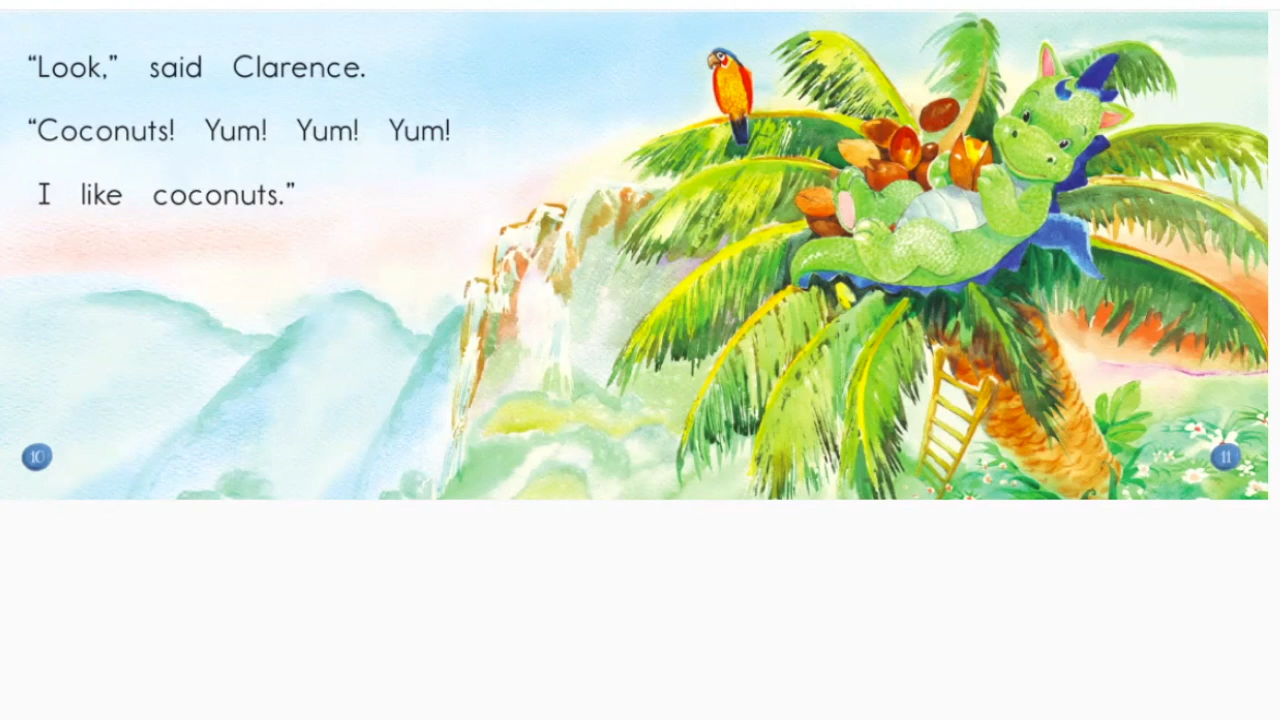 “Look,” said Clarence.
“Coconuts! Yum! Yum! Yum!
I like coconuts.”
10
11